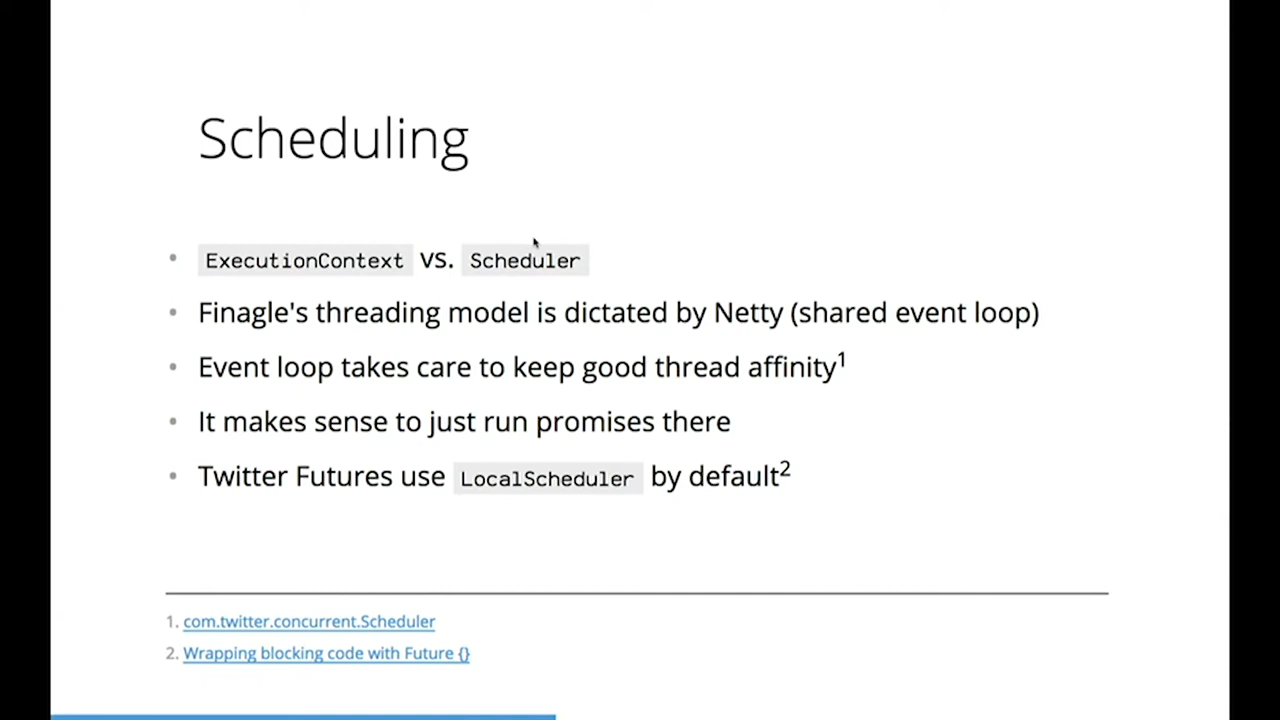 Scheduling
• ExecutionContext vs. Scheduler
• Finagle's threading model is dictated by Netty (shared event loop)
• Event loop takes care to keep good thread affinity1
• It makes sense to just run promises there
• Twitter Futures use LocalScheduler by default2
1. com.twitter.concurrent.Scheduler
2. Wrapping blocking code with Future {}